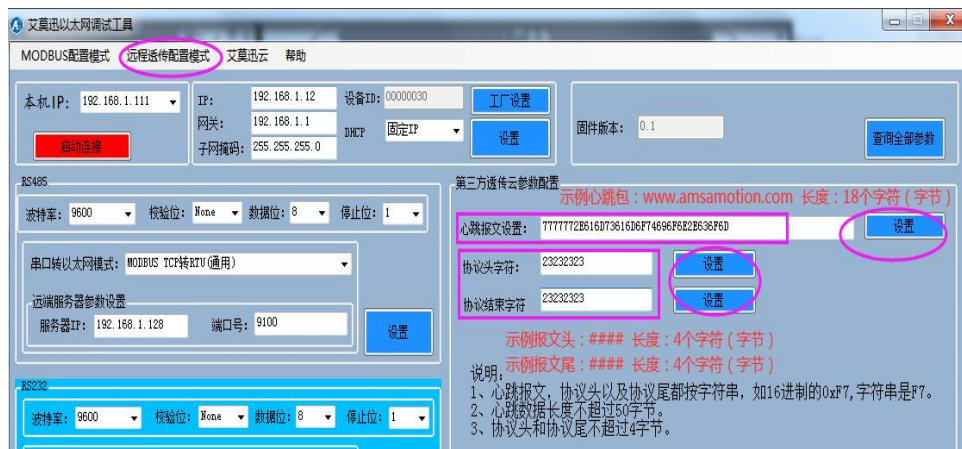 艾莫迅以太网调试工具
MODBUS配置模式 远程透传配置模式 艾莫迅云 帮助
本机IP: 192.168.1.111
启动连接
IP: 192.168.1.12
网关: 192.168.1.1
子网掩码: 255.255.255.0
设备ID: 00000030
DHCP 固定IP
工厂设置
设置
固件版本: 0.1
查询全部参数
RS485
波特率: 9600 校验位: None 数据位: 8 停止位: 1
串口转以太网模式: MODBUS TCP转RTU(通用)
远端服务器参数设置
服务器IP: 192.168.1.128 端口号: 9100
设置
RS232
波特率: 9600 校验位: None 数据位: 8 停止位: 1
第三方透传云参数配置
示例心跳包:www.amsamotion.com 长度:18个字符(字节)
心跳报文设置: 7777772E616D73616D6F74696F6E2E636F6D 设置
协议头字符: 23232323 设置
协议结束字符 23232323 设置
示例报文头:#### 长度:4个字符(字节)
示例报文尾:#### 长度:4个字符(字节)
说明:
1、心跳报文,协议头以及协议尾都按字符串,如16进制的0xF7,字符串是F7。
2、心跳数据长度不超过50字节。
3、协议头和协议尾不超过4字节。